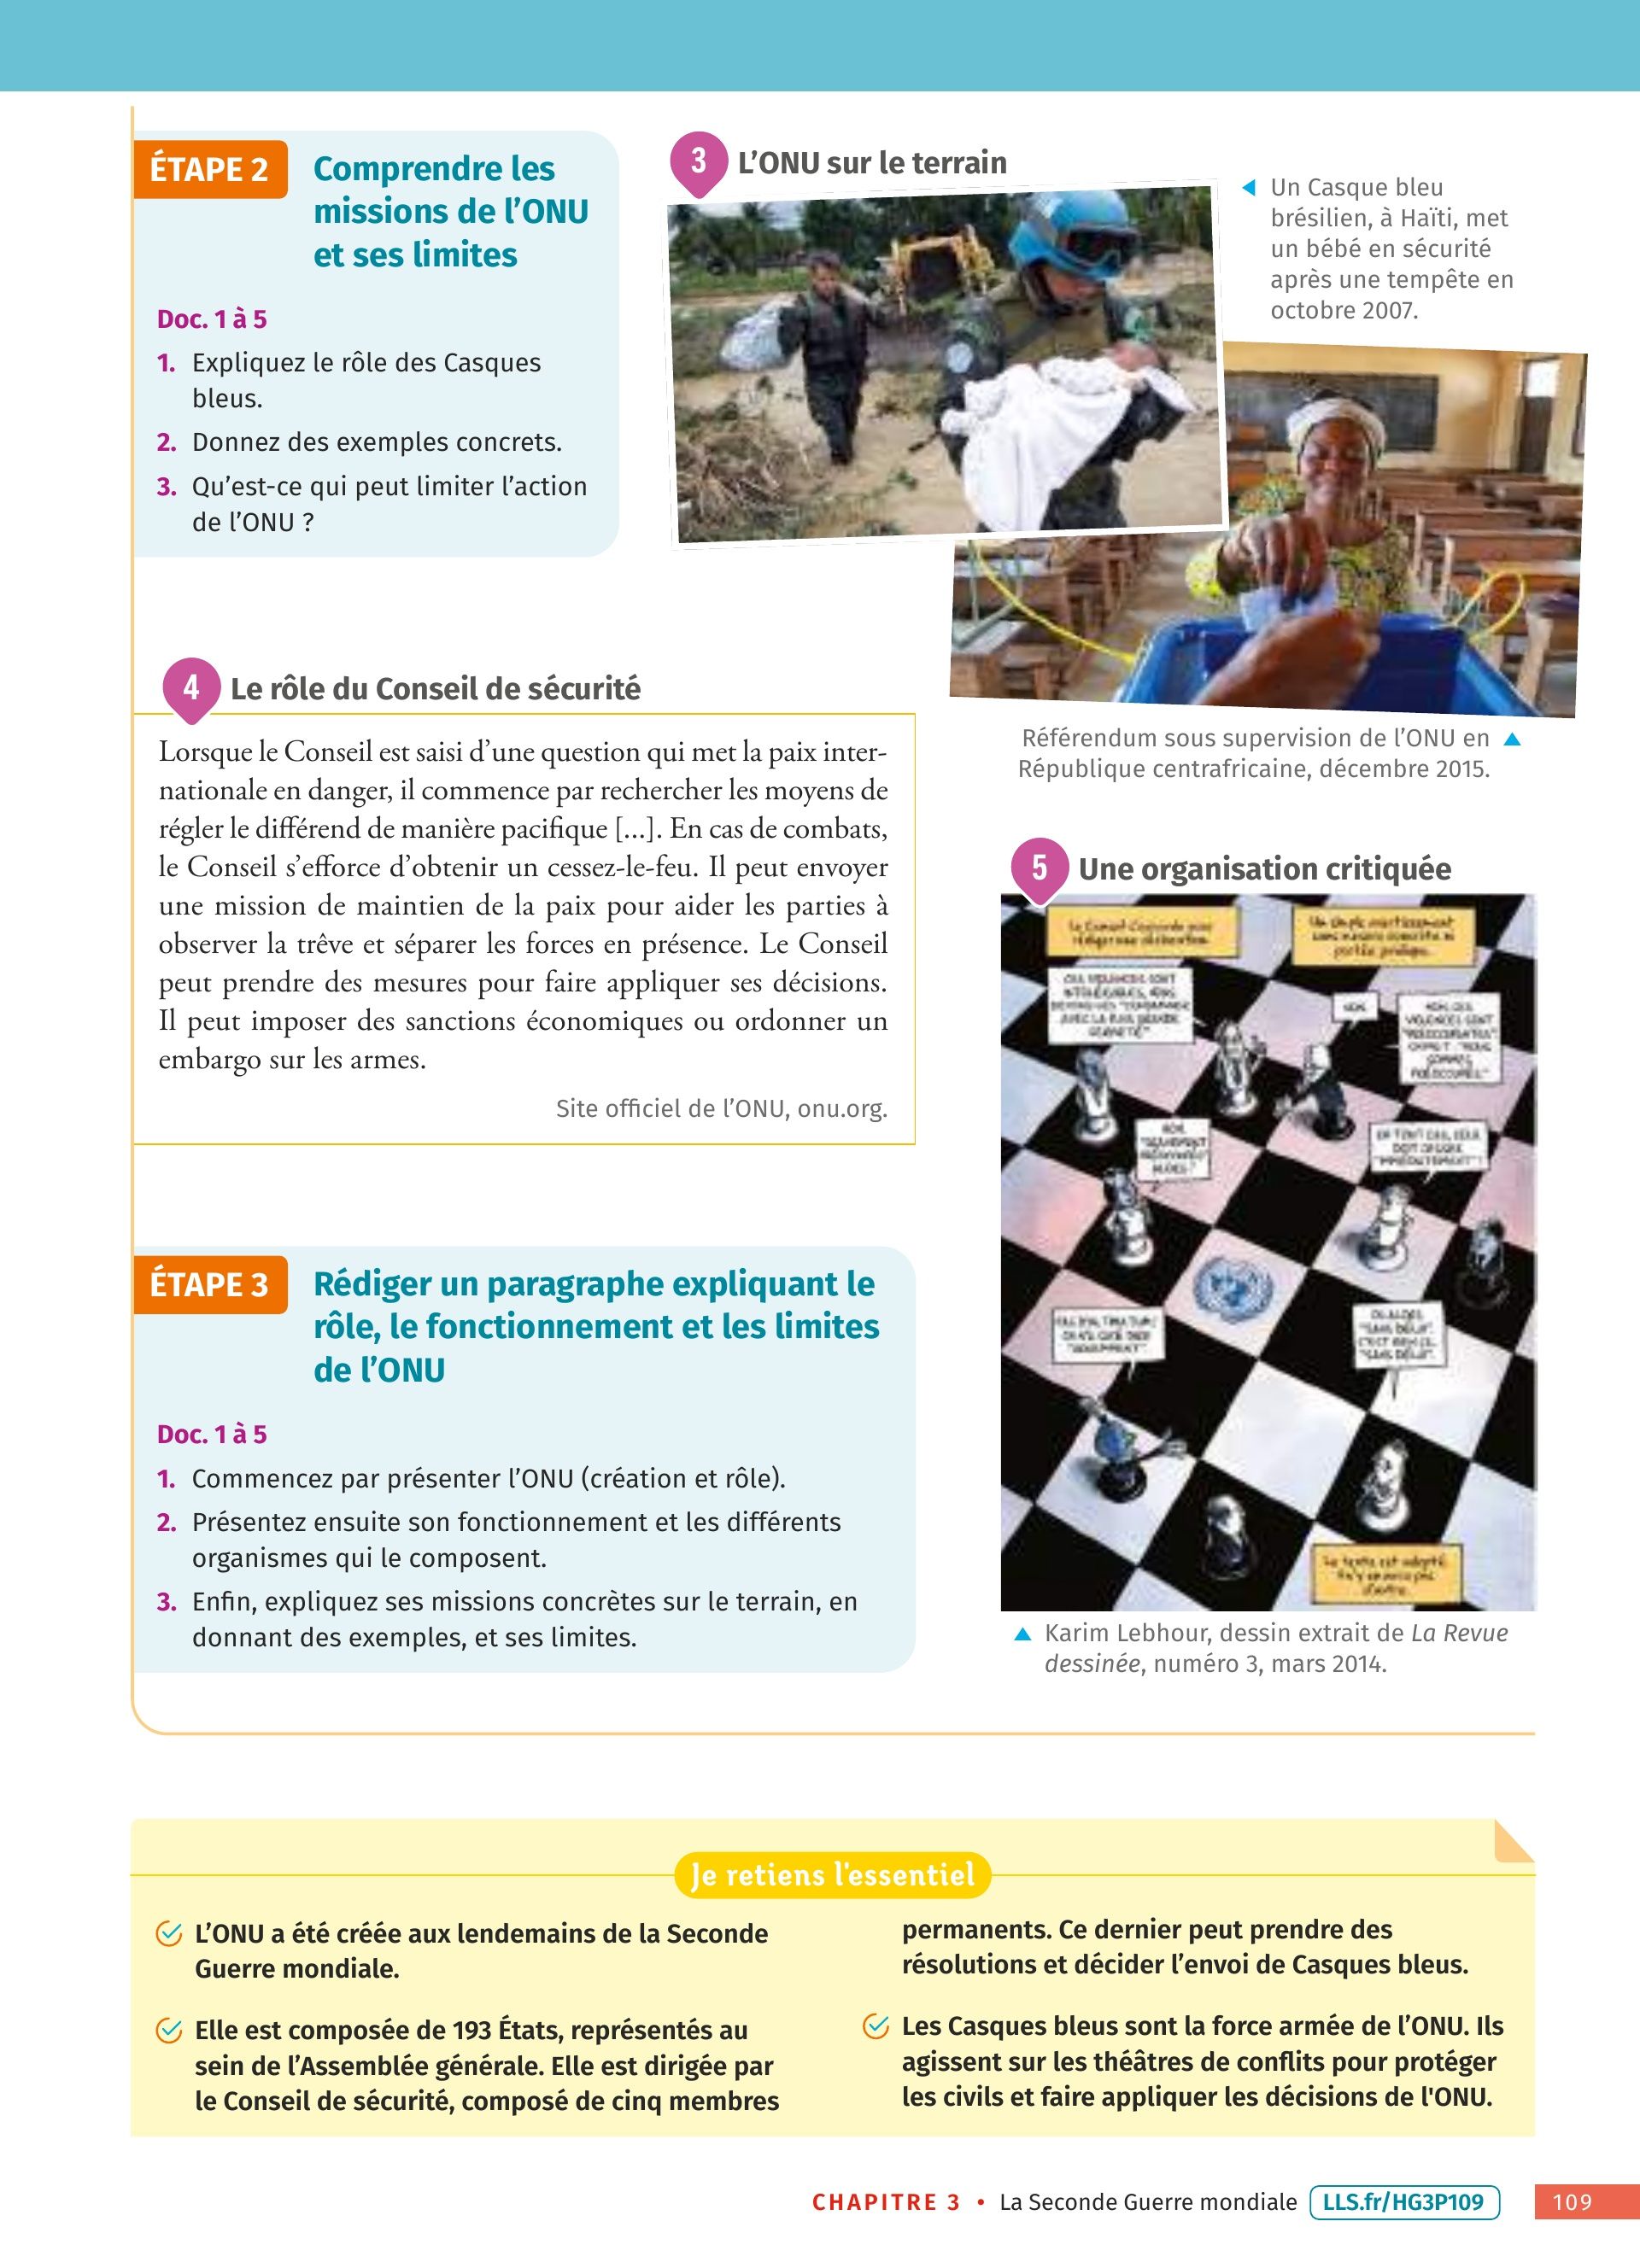 ÉTAPE 2
Comprendre les
missions de l’ONU
et ses limites
Doc. 1 à 5
1. Expliquez le rôle des Casques
bleus.
2. Donnez des exemples concrets.
3. Qu’est-ce qui peut limiter l’action
de l’ONU ?
3 L’ONU sur le terrain
Un Casque bleu
brésilien, à Haïti, met
un bébé en sécurité
après une tempête en
octobre 2007.
Référendum sous supervision de l’ONU en
République centrafricaine, décembre 2015.
4 Le rôle du Conseil de sécurité
Lorsque le Conseil est saisi d’une question qui met la paix inter-
nationale en danger, il commence par rechercher les moyens de
régler le différend de manière pacifique [...]. En cas de combats,
le Conseil s’efforce d’obtenir un cessez-le-feu. Il peut envoyer
une mission de maintien de la paix pour aider les parties à
observer la trêve et séparer les forces en présence. Le Conseil
peut prendre des mesures pour faire appliquer ses décisions.
Il peut imposer des sanctions économiques ou ordonner un
embargo sur les armes.
Site officiel de l’ONU, onu.org.
5 Une organisation critiquée
Karim Lebhour, dessin extrait de La Revue
dessinée, numéro 3, mars 2014.
ÉTAPE 3
Rédiger un paragraphe expliquant le
rôle, le fonctionnement et les limites
de l’ONU
Doc. 1 à 5
1. Commencez par présenter l’ONU (création et rôle).
2. Présentez ensuite son fonctionnement et les différents
organismes qui le composent.
3. Enfin, expliquez ses missions concrètes sur le terrain, en
donnant des exemples, et ses limites.
Je retiens l'essentiel
L’ONU a été créée aux lendemains de la Seconde
Guerre mondiale.
Elle est composée de 193 États, représentés au
sein de l’Assemblée générale. Elle est dirigée par
le Conseil de sécurité, composé de cinq membres
permanents. Ce dernier peut prendre des
résolutions et décider l’envoi de Casques bleus.
Les Casques bleus sont la force armée de l’ONU. Ils
agissent sur les théâtres de conflits pour protéger
les civils et faire appliquer les décisions de l'ONU.
CHAPITRE 3 • La Seconde Guerre mondiale LLS.fr/HG3P109 109